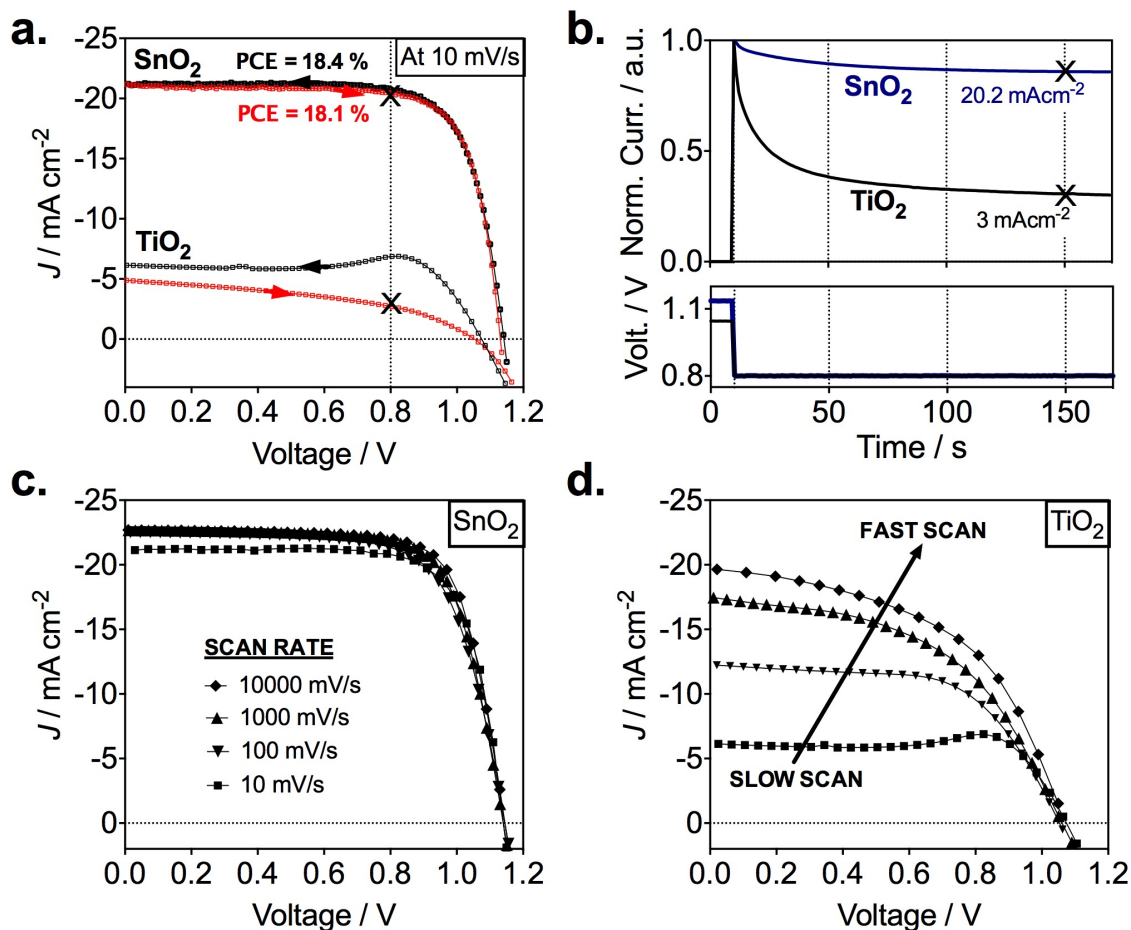 a.
-25
-20
-15
-10
-5
0
J / mA cm⁻²
SnO₂
PCE = 18.4 %
At 10 mV/s
PCE = 18.1 %
TiO₂
0.0 0.2 0.4 0.6 0.8 1.0 1.2
Voltage / V
b.
1.0
0.5
0.0
Norm. Curr. / a.u.
SnO₂
20.2 mAcm⁻²
TiO₂
3 mAcm⁻²
1.1
0.8
Volt. / V
0 50 100 150
Time / s
c.
-25
-20
-15
-10
-5
0
J / mA cm⁻²
SnO₂
SCAN RATE
10000 mV/s
1000 mV/s
100 mV/s
10 mV/s
0.0 0.2 0.4 0.6 0.8 1.0 1.2
Voltage / V
d.
-25
-20
-15
-10
-5
0
J / mA cm⁻²
TiO₂
FAST SCAN
SLOW SCAN
0.0 0.2 0.4 0.6 0.8 1.0 1.2
Voltage / V